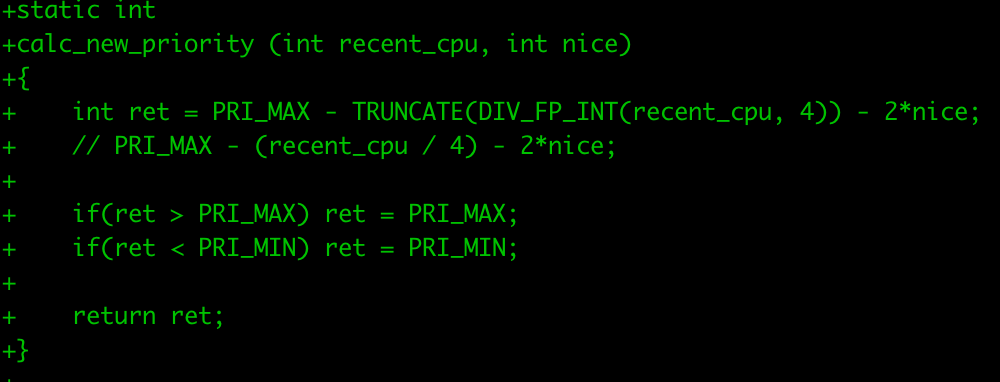 +static int
+calc_new_priority (int recent_cpu, int nice)
+{
+    int ret = PRI_MAX - TRUNCATE(DIV_FP_INT(recent_cpu, 4)) - 2*nice;
+    // PRI_MAX - (recent_cpu / 4) - 2*nice;
+
+    if(ret > PRI_MAX) ret = PRI_MAX;
+    if(ret < PRI_MIN) ret = PRI_MIN;
+
+    return ret;
+}
+